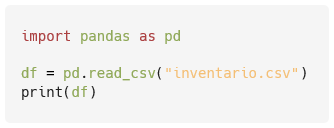 import pandas as pd
df = pd.read_csv("inventario.csv")
print(df)